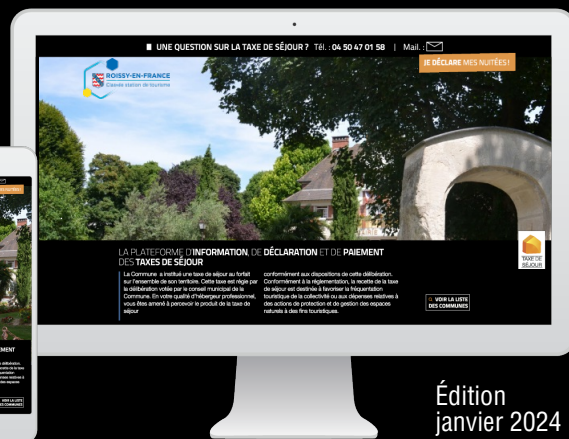 UNE QUESTION SUR LA TAXE DE SÉJOUR ? Tél. : 04 50 47 01 58 | Mail. :
JE DÉCLARE MES NUITÉES !
ROISSY-EN-FRANCE
Classée station de tourisme
LA PLATEFORME D'INFORMATION, DE DÉCLARATION ET DE PAIEMENT
DES TAXES DE SÉJOUR
La Commune a institué une taxe de séjour au forfait
sur l'ensemble de son territoire. Cette taxe est régie par
la délibération votée par le conseil municipal de la
Commune. En votre qualité d'hébergeur professionnel,
vous êtes amené à percevoir le produit de la taxe de
séjour
conformément aux dispositions de cette délibération.
Conformément à la réglementation, la recette de la taxe
de séjour est destinée à favoriser la fréquentation
touristique de la collectivité ou aux dépenses relatives à
des actions de protection et de gestion des espaces
naturels à des fins touristiques.
TAXE DE
SÉJOUR
VOIR LA LISTE
DES COMMUNES
Édition
janvier 2024